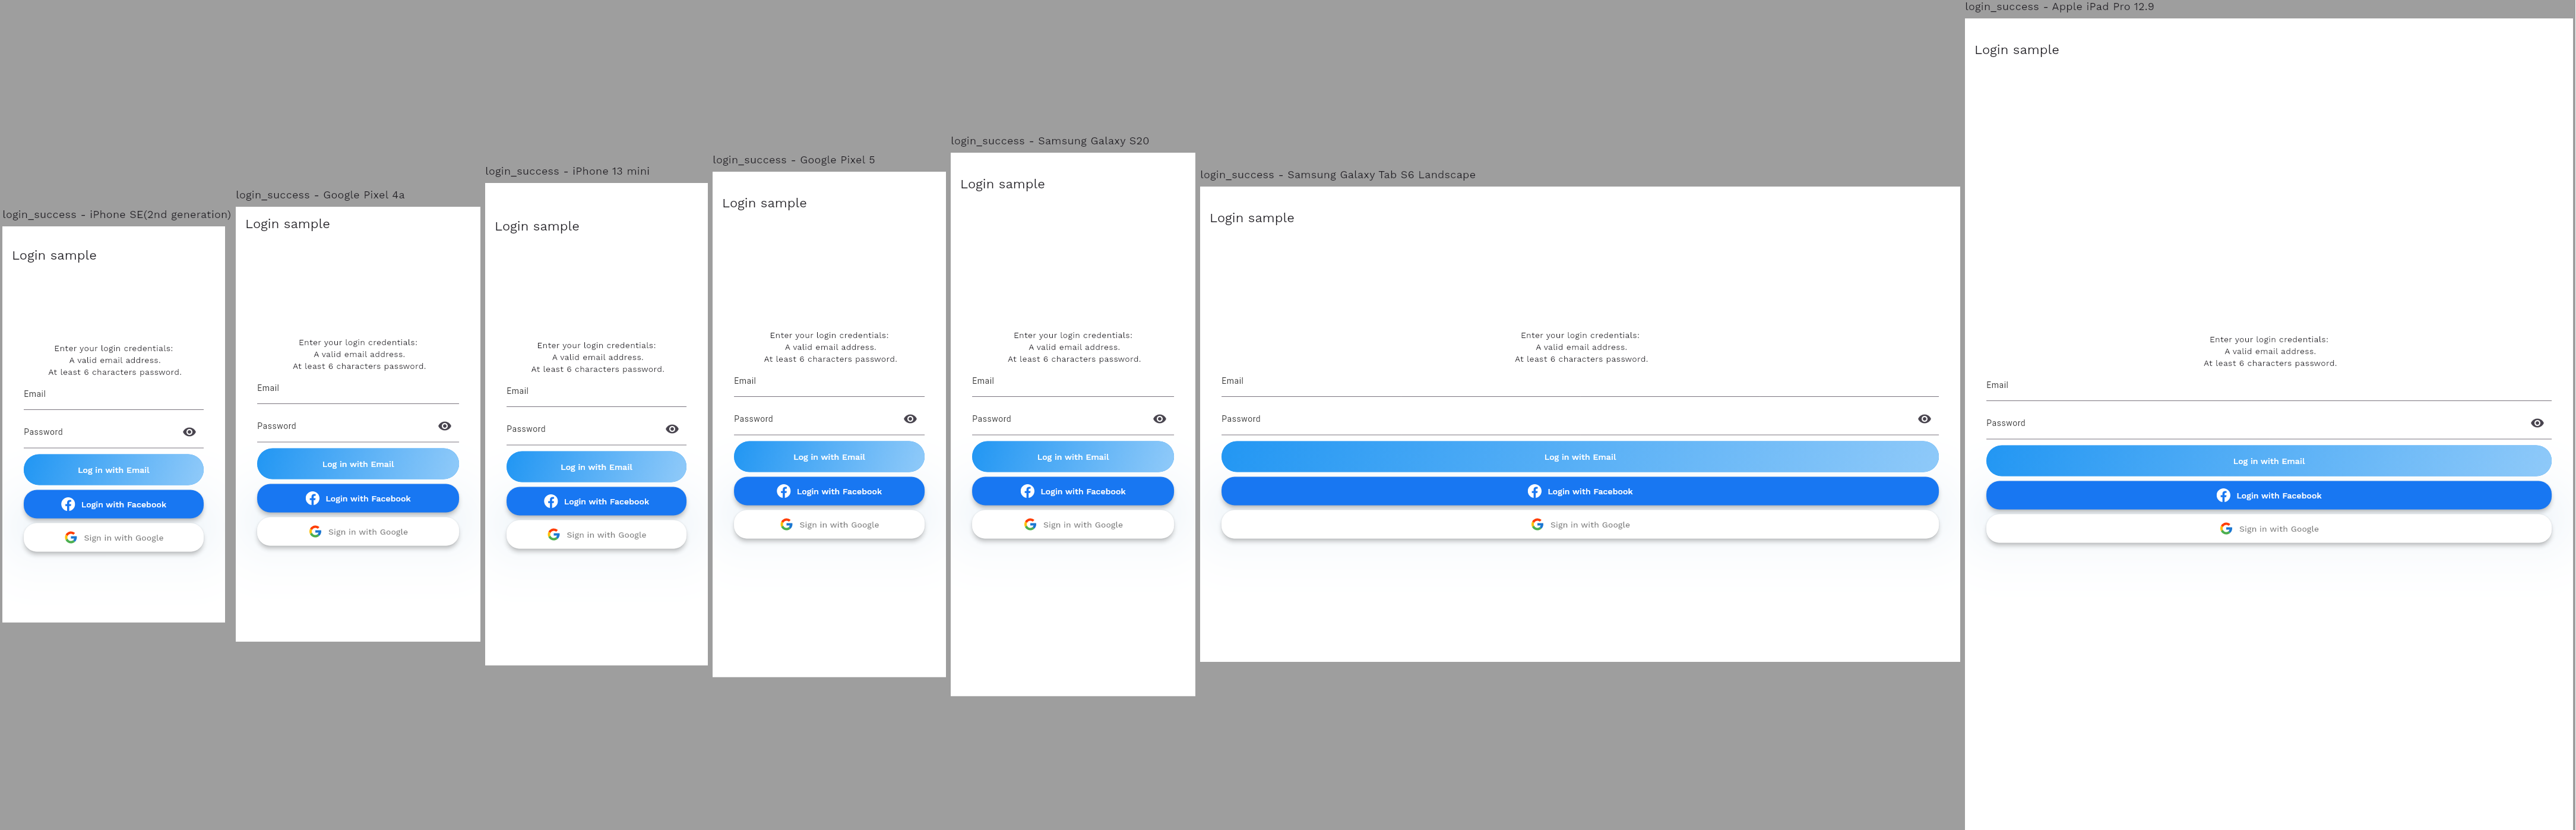 login_success - iPhone SE(2nd generation)
Login sample
Enter your login credentials:
A valid email address.
At least 6 characters password.
Email
Password
Log in with Email
Login with Facebook
Sign in with Google
login_success - Google Pixel 4a
Login sample
Enter your login credentials:
A valid email address.
At least 6 characters password.
Email
Password
Log in with Email
Login with Facebook
Sign in with Google
login_success - iPhone 13 mini
Login sample
Enter your login credentials:
A valid email address.
At least 6 characters password.
Email
Password
Log in with Email
Login with Facebook
Sign in with Google
login_success - Google Pixel 5
Login sample
Enter your login credentials:
A valid email address.
At least 6 characters password.
Email
Password
Log in with Email
Login with Facebook
Sign in with Google
login_success - Samsung Galaxy S20
Login sample
Enter your login credentials:
A valid email address.
At least 6 characters password.
Email
Password
Log in with Email
Login with Facebook
Sign in with Google
login_success - Samsung Galaxy Tab S6 Landscape
Login sample
Enter your login credentials:
A valid email address.
At least 6 characters password.
Email
Password
Log in with Email
Login with Facebook
Sign in with Google
login_success - Apple iPad Pro 12.9
Login sample
Enter your login credentials:
A valid email address.
At least 6 characters password.
Email
Password
Log in with Email
Login with Facebook
Sign in with Google